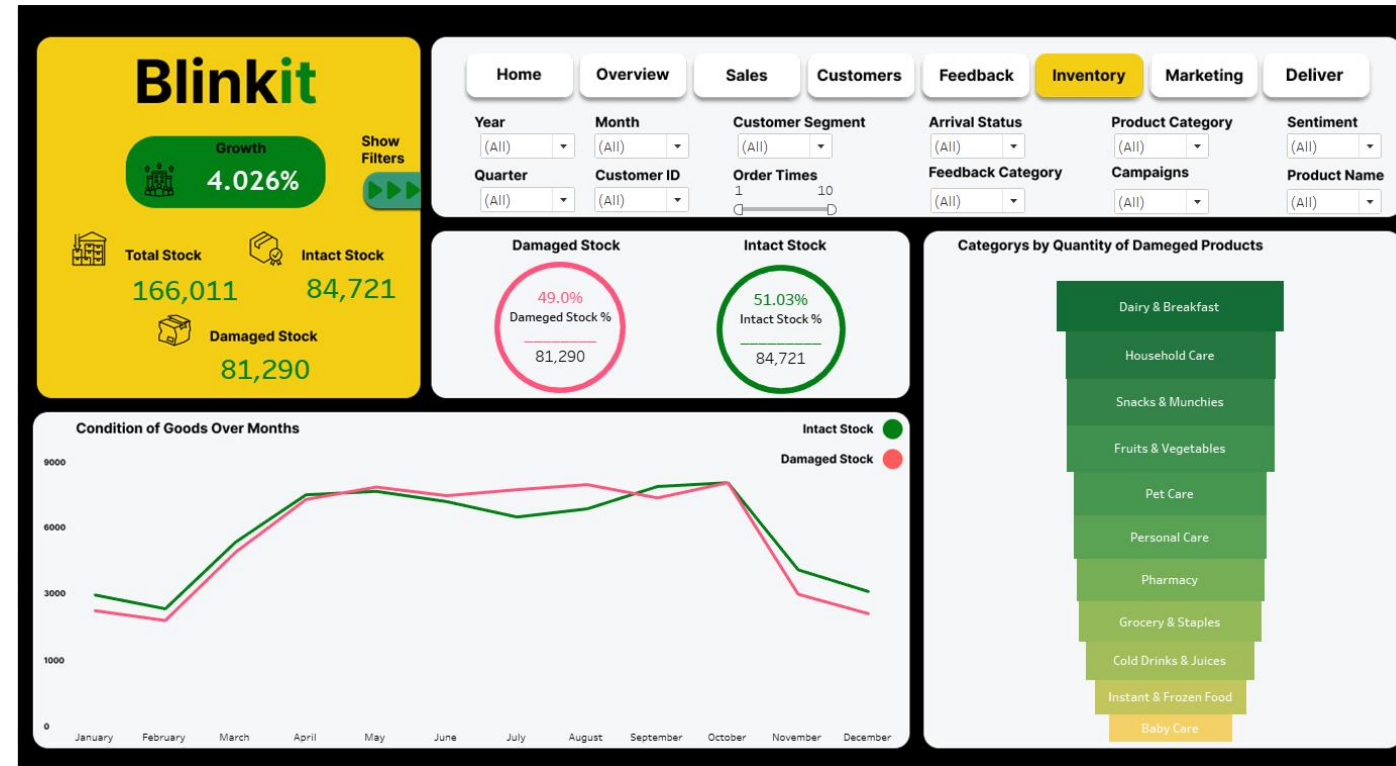 Blinkit
Growth
4.026%
Show
Filters
Total Stock
166,011
Intact Stock
84,721
Damaged Stock
81,290
Home
Overview
Sales
Customers
Feedback
Inventory
Marketing
Deliver
Year
(All)
Month
(All)
Customer Segment
(All)
Arrival Status
(All)
Product Category
(All)
Sentiment
(All)
Quarter
(All)
Customer ID
(All)
Order Times
1 10
Feedback Category
(All)
Campaigns
(All)
Product Name
(All)
Damaged Stock
49.0%
Dameged Stock %
81,290
Intact Stock
51.03%
Intact Stock %
84,721
Categorys by Quantity of Dameged Products
Dairy & Breakfast
Household Care
Snacks & Munchies
Fruits & Vegetables
Pet Care
Personal Care
Pharmacy
Grocery & Staples
Cold Drinks & Juices
Instant & Frozen Food
Baby Care
Condition of Goods Over Months
Intact Stock
Damaged Stock
9000
6000
3000
1000
0
January February March April May June July August September October November December